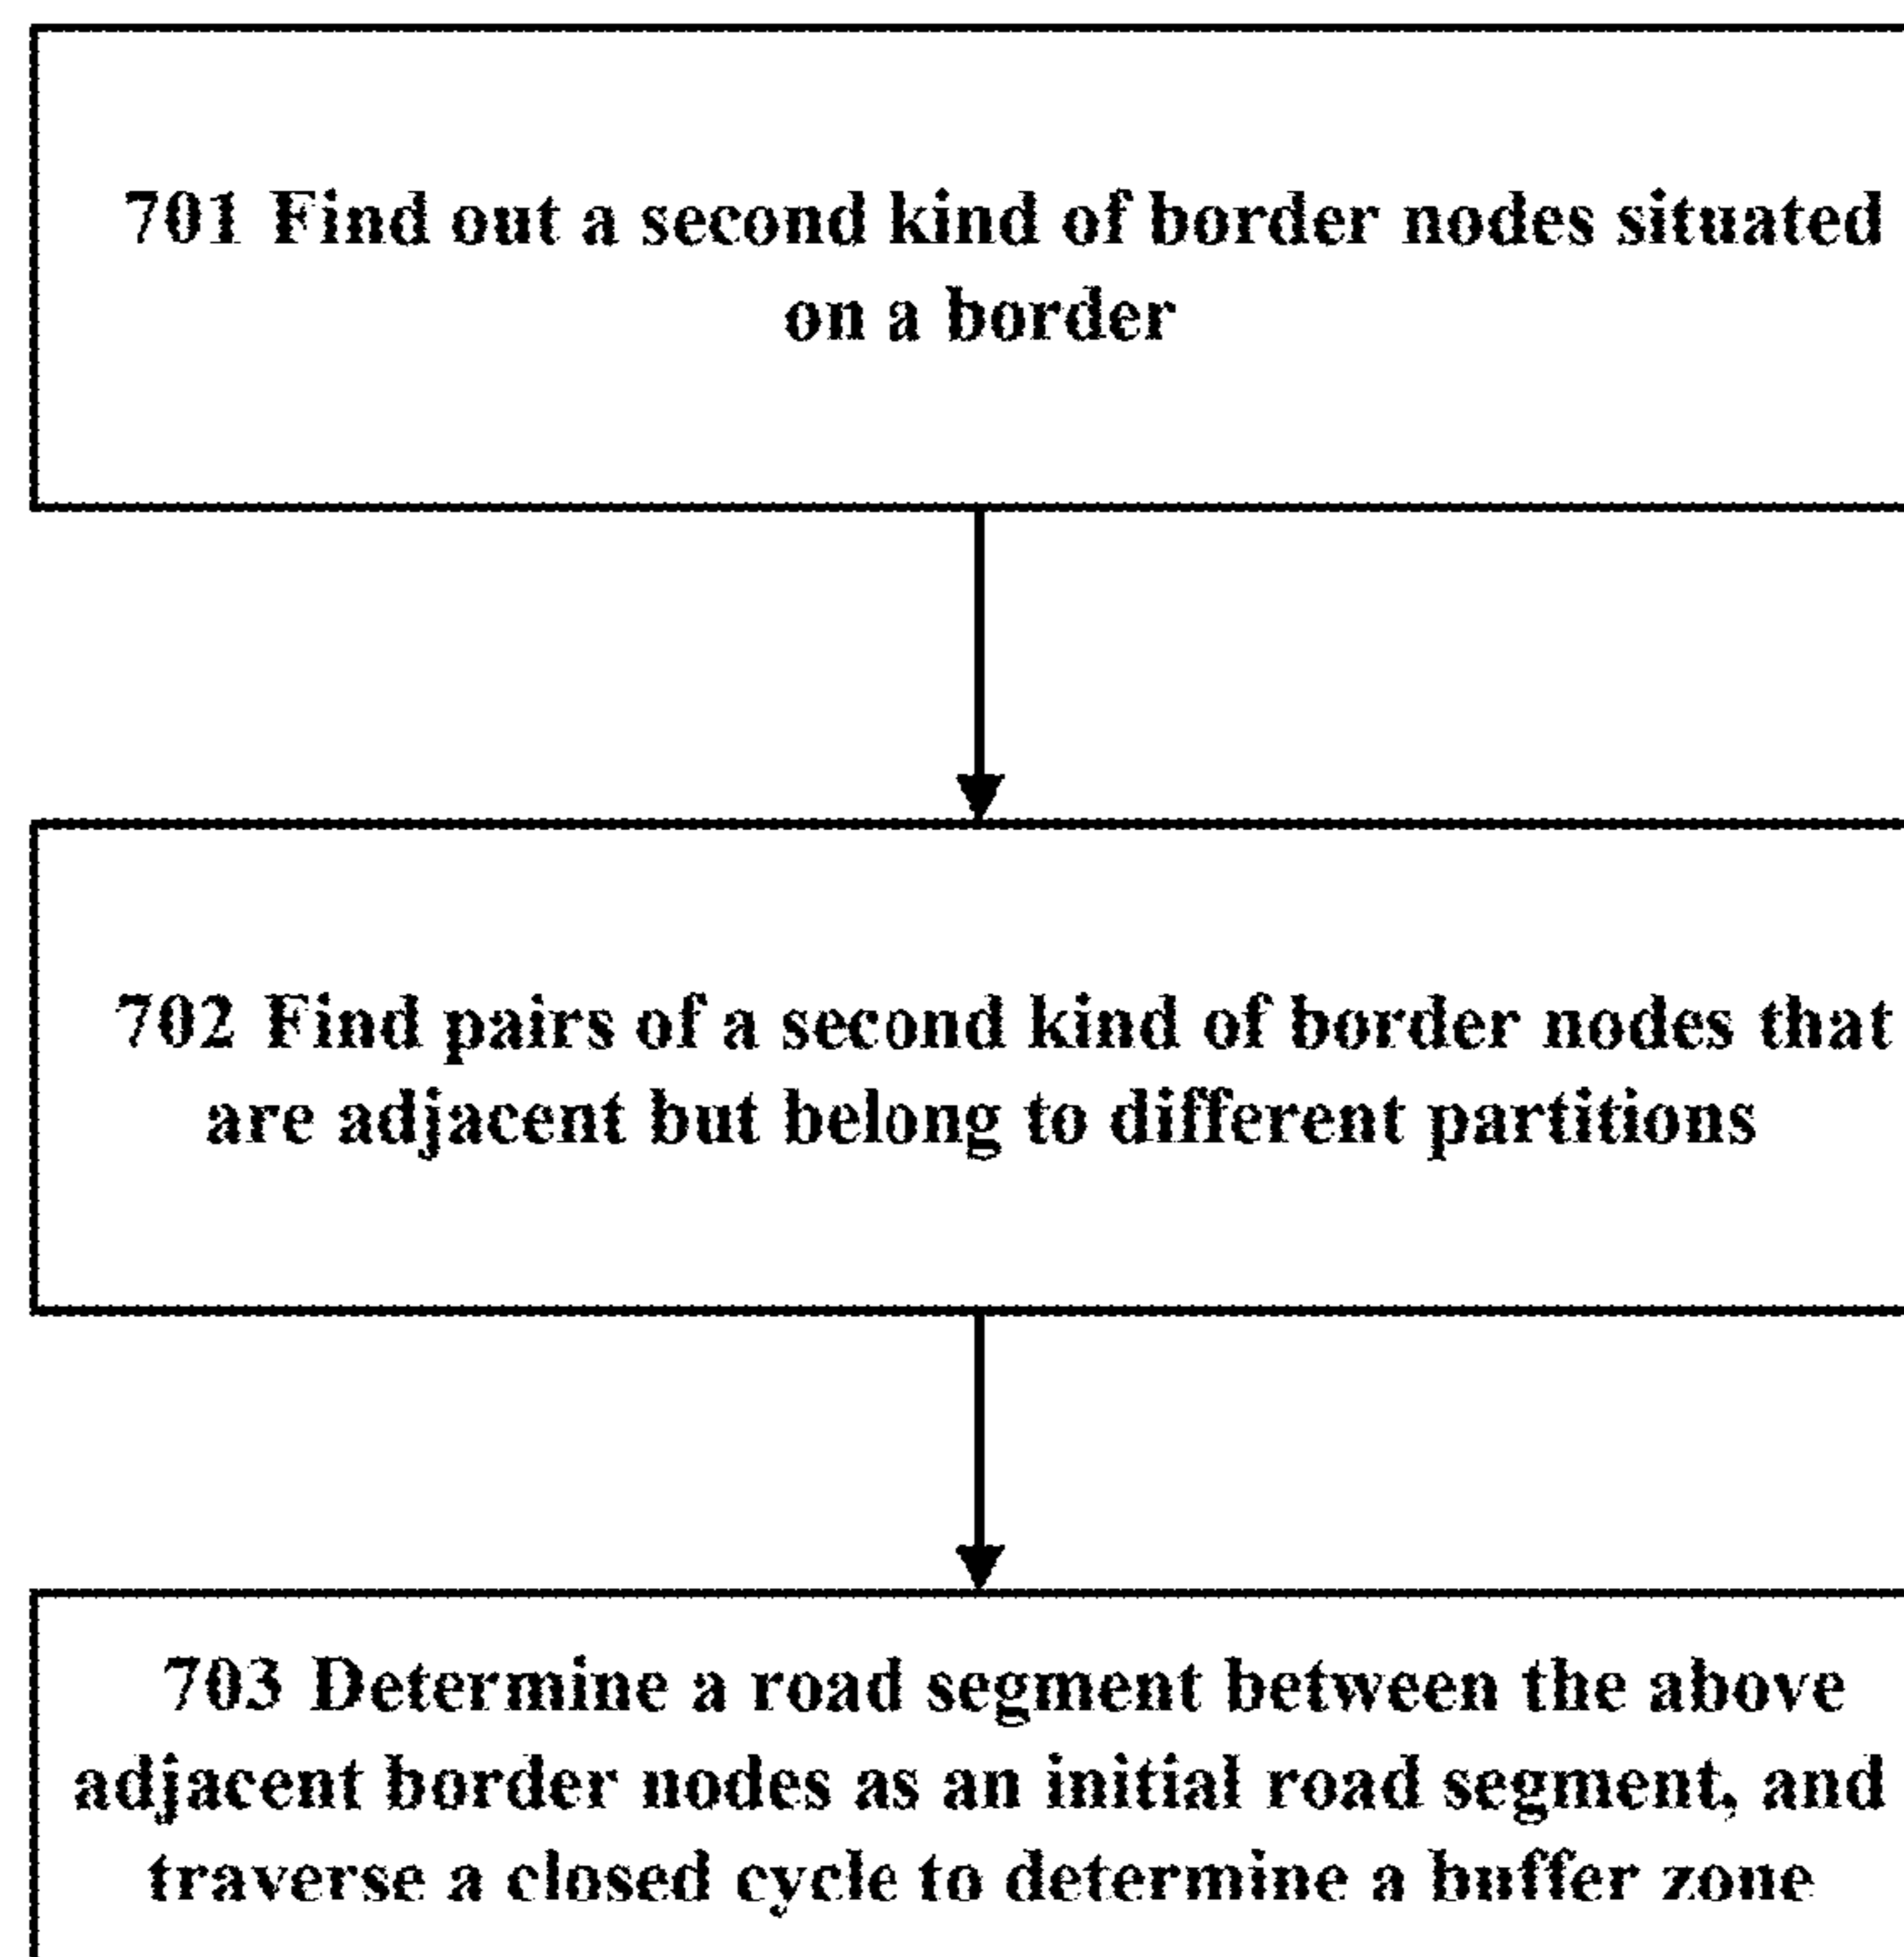 701 Find out a second kind of border nodes situated
on a border
702 Find pairs of a second kind of border nodes that
are adjacent but belong to different partitions
703 Determine a road segment between the above
adjacent border nodes as an initial road segment, and
traverse a closed cycle to determine a buffer zone